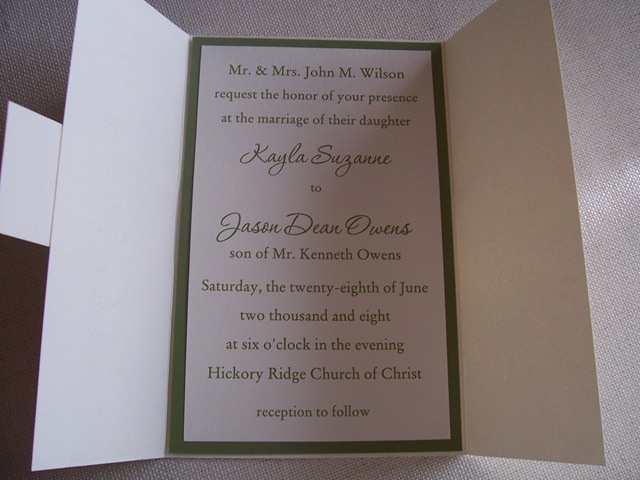 Mr. & Mrs. John M. Wilson
request the honor of your presence
at the marriage of their daughter
Kayla Suzanne
to
Jason Dean Owens
son of Mr. Kenneth Owens
Saturday, the twenty-eighth of June
two thousand and eight
at six o'clock in the evening
Hickory Ridge Church of Christ
reception to follow